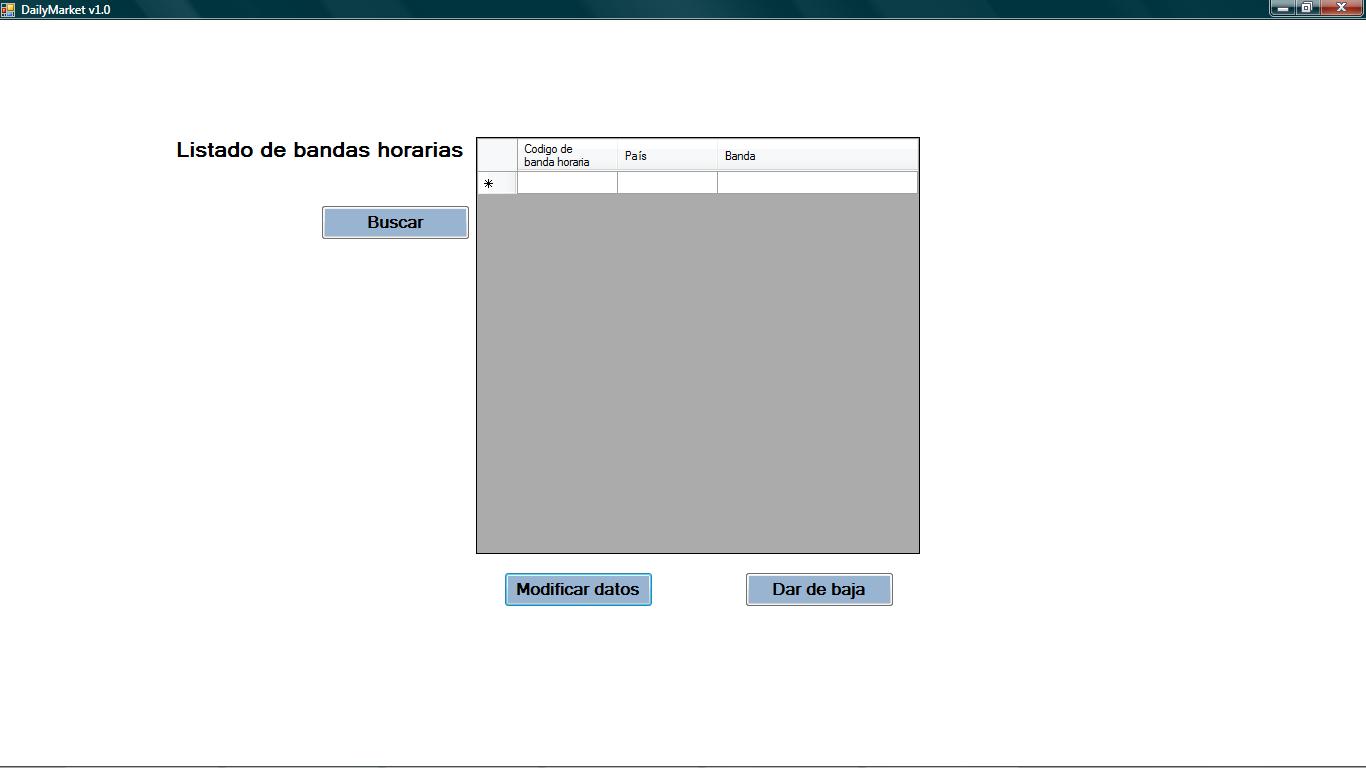 DailyMarket v1.0
Listado de bandas horarias
Codigo de
banda horaria
País
Banda
Buscar
Modificar datos
Dar de baja